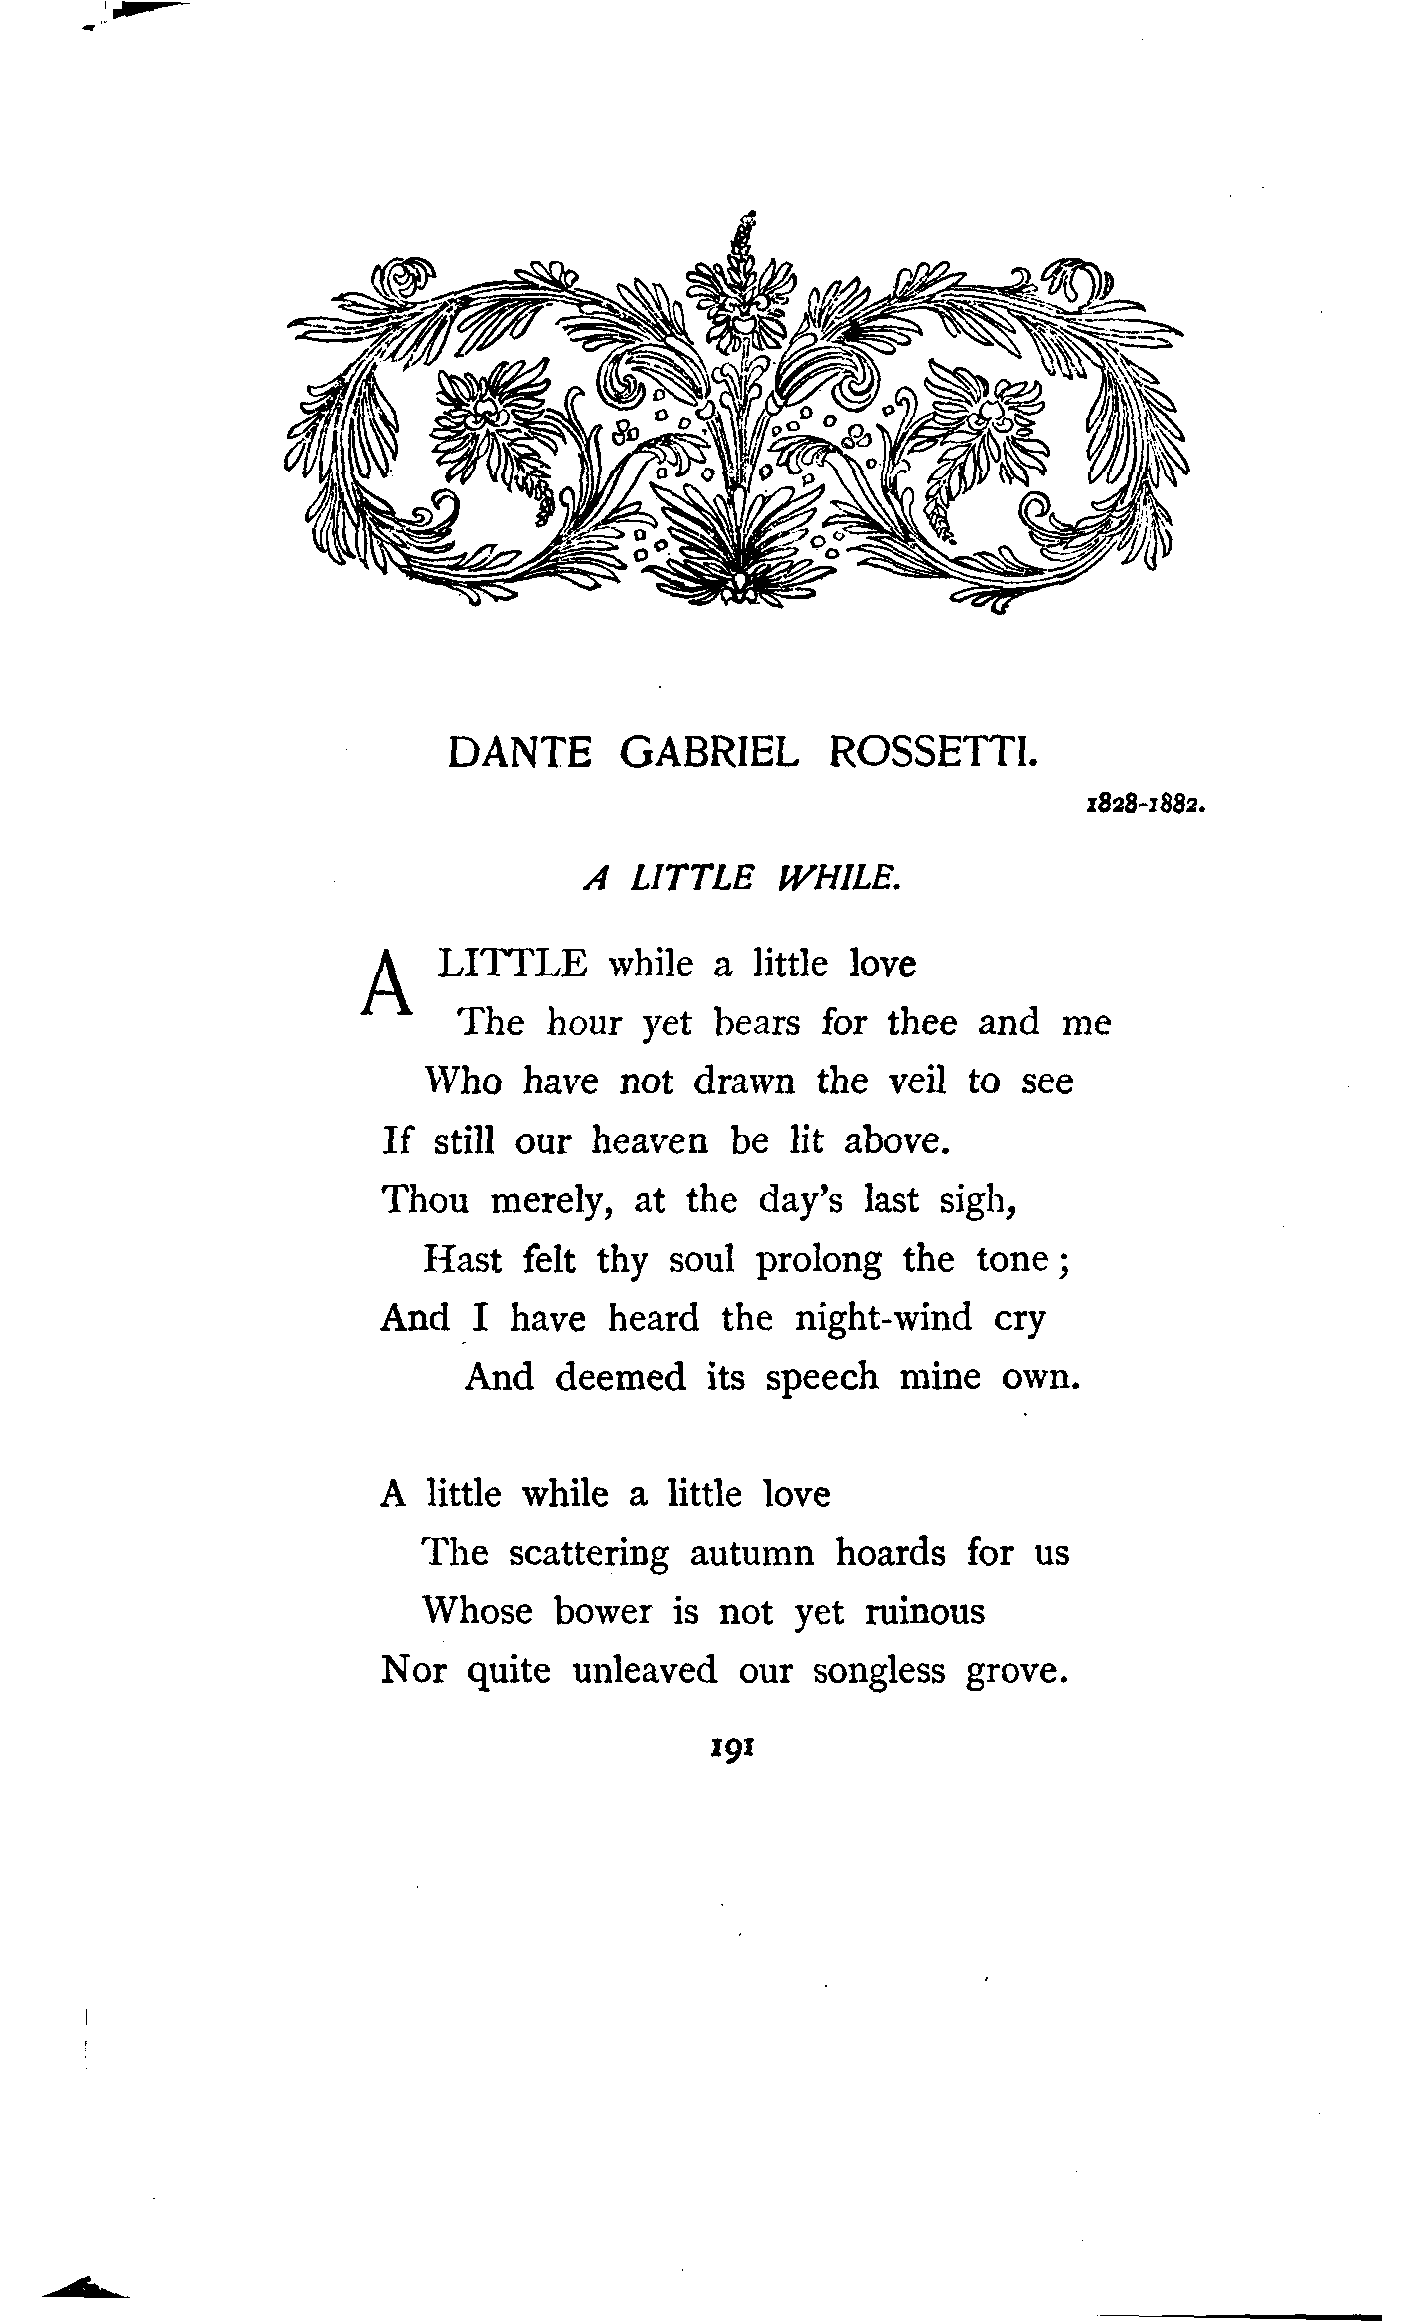 DANTE GABRIEL ROSSETTI.
1828-1882.
A LITTLE WHILE.
A LITTLE while a little love
The hour yet bears for thee and me
Who have not drawn the veil to see
If still our heaven be lit above.
Thou merely, at the day's last sigh,
Hast felt thy soul prolong the tone;
And I have heard the night-wind cry
And deemed its speech mine own.
A little while a little love
The scattering autumn hoards for us
Whose bower is not yet ruinous
Nor quite unleaved our songless grove.
191